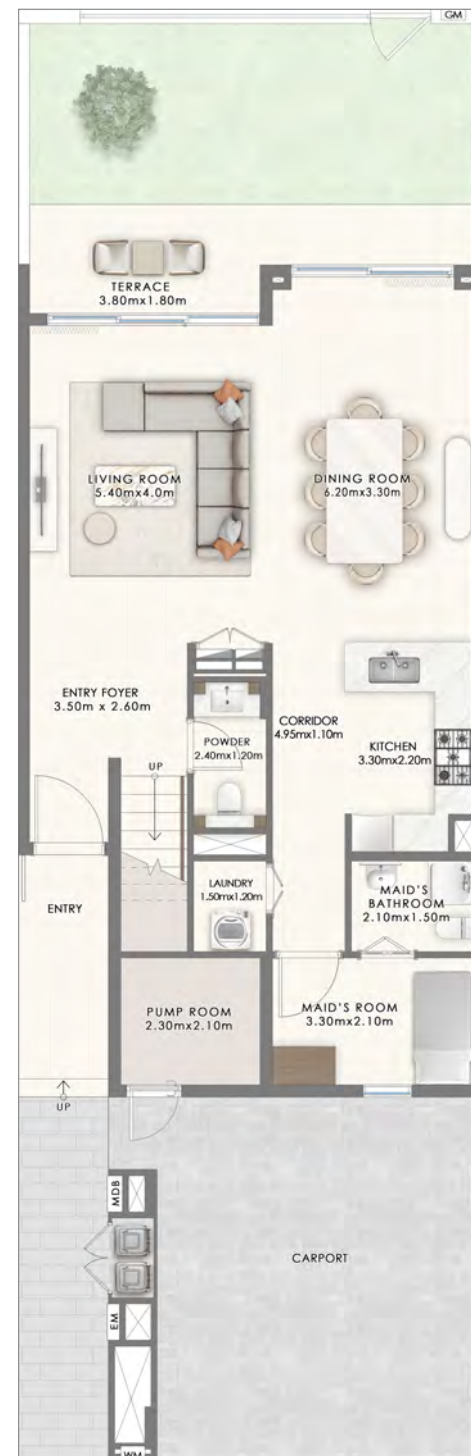 GM
TERRACE
3.80mx1.80m
LIVING ROOM
5.40mx4.0m
DINING ROOM
6.20mx3.30m
ENTRY FOYER
3.50m x 2.60m
POWDER
2.40mx1.20m
CORRIDOR
4.95mx1.10m
KITCHEN
3.30mx2.20m
UP
LAUNDRY
1.50mx1.20m
MAID'S
BATHROOM
2.10mx1.50m
ENTRY
PUMP ROOM
2.30mx2.10m
MAID'S ROOM
3.30mx2.10m
UP
MDB
CARPORT
EM
WM